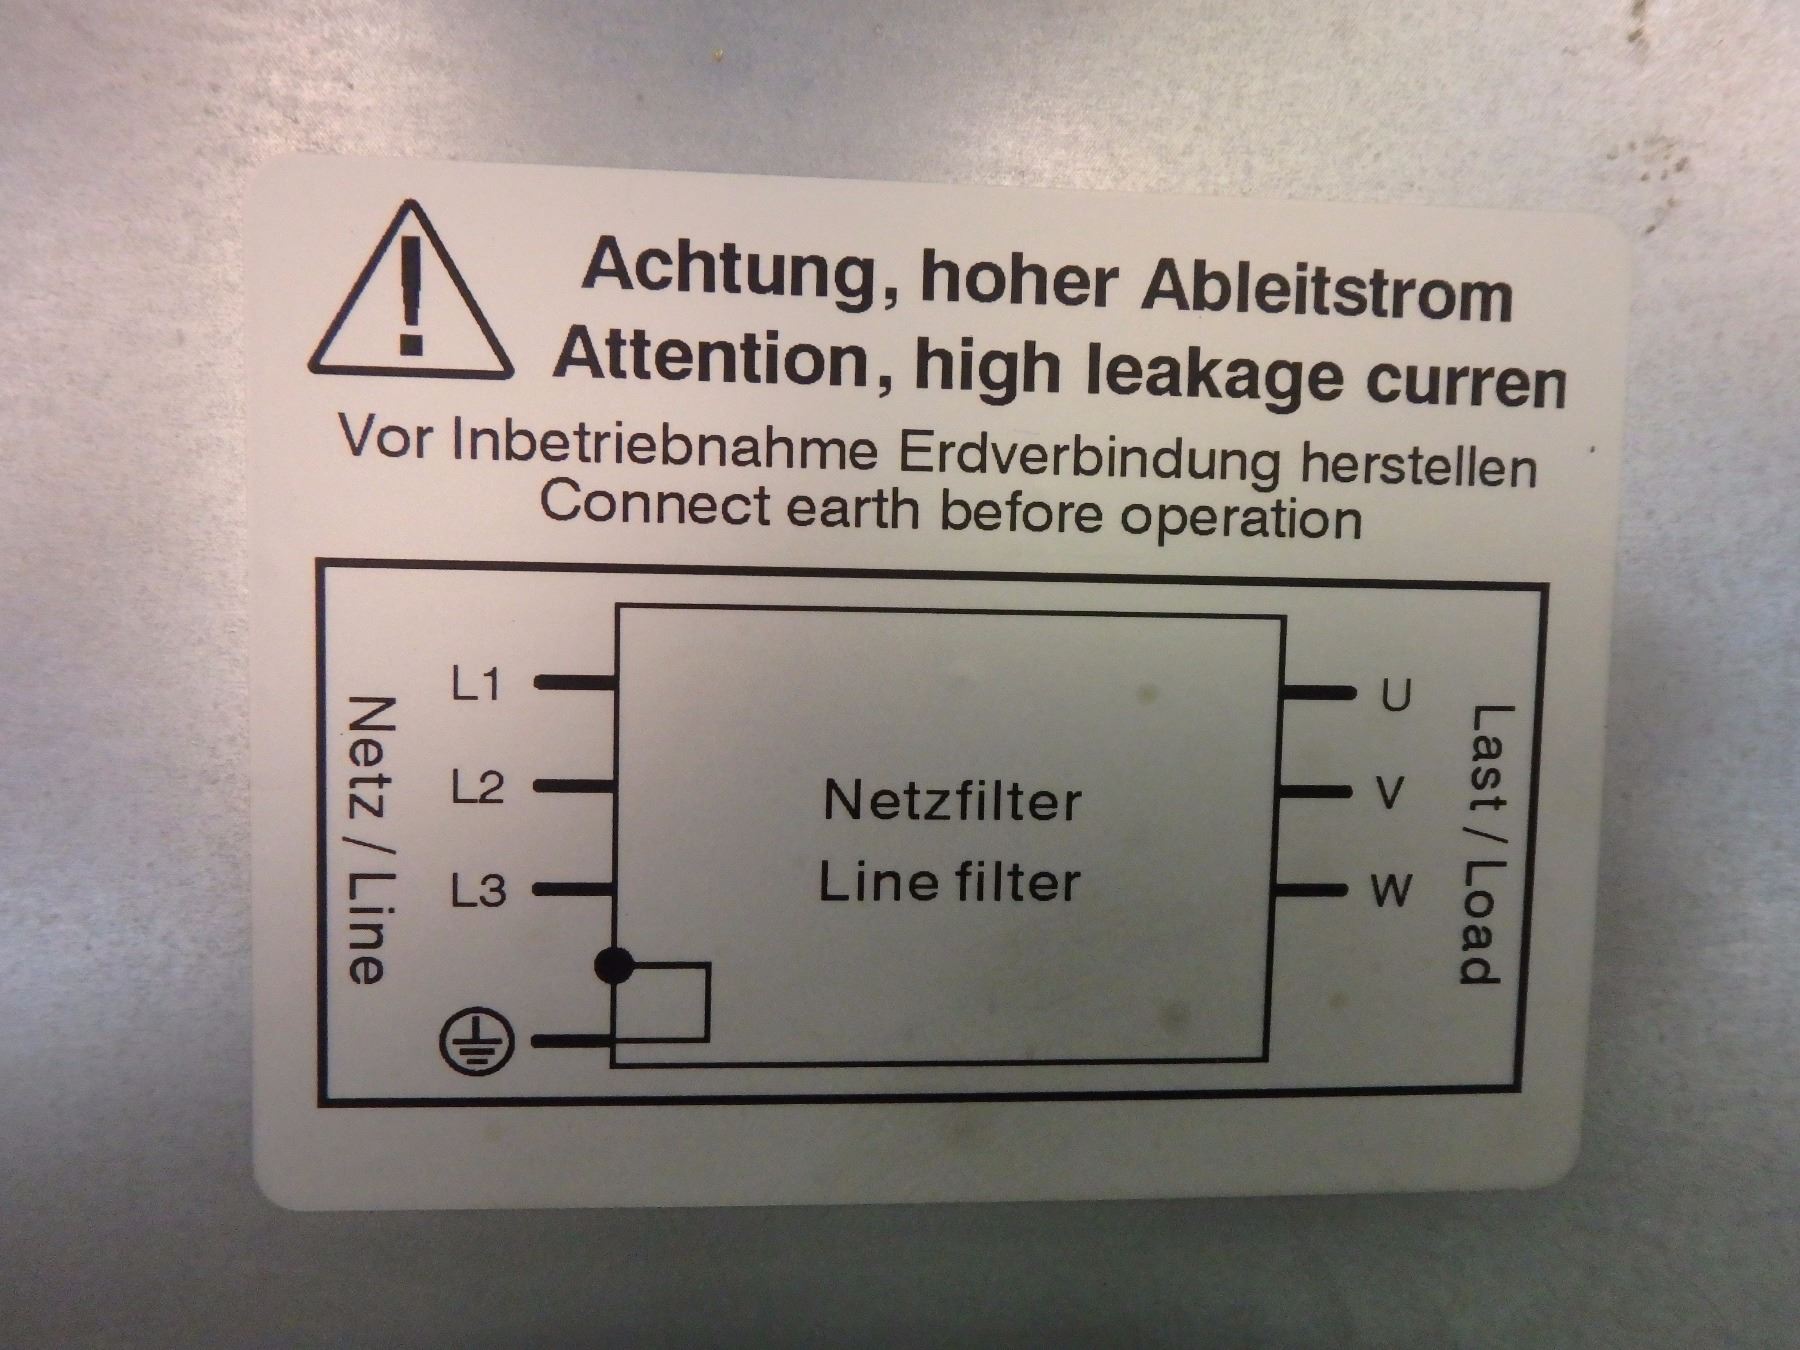 Achtung, hoher Ableitstrom
Attention, high leakage curren
Vor Inbetriebnahme Erdverbindung herstellen
Connect earth before operation
Netz / Line
L1
L2
L3
Netzfilter
Line filter
U
V
W
Last / Load